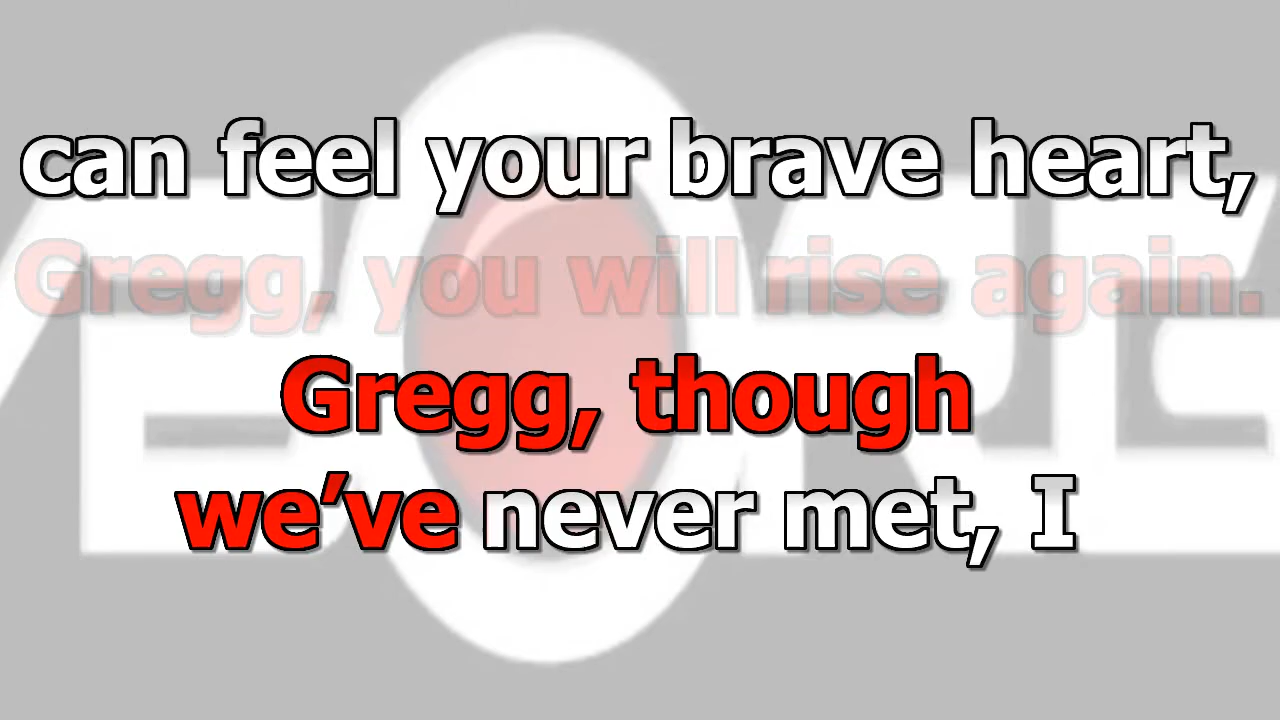 can feel your brave heart,
Gregg, you will rise again.
Gregg, though
we've never met, I